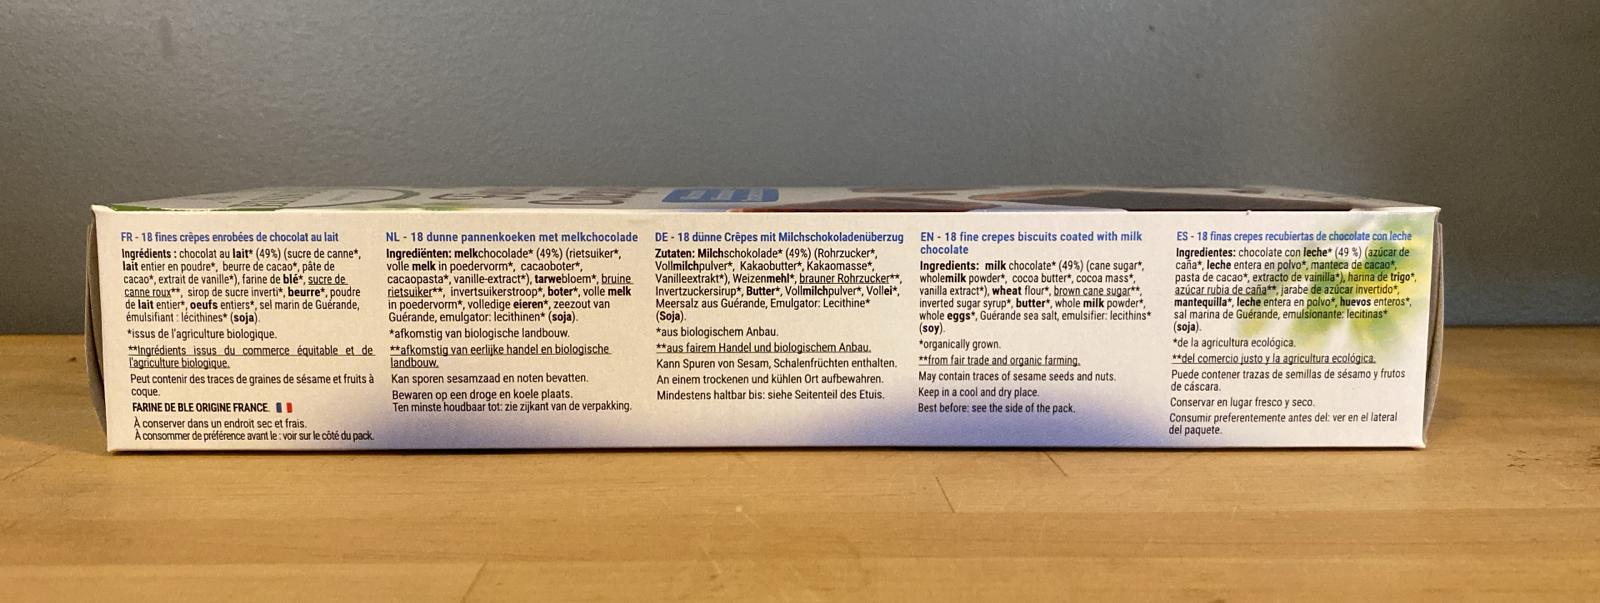 FR - 18 fines crêpes enrobées de chocolat au lait
Ingrédients : chocolat au lait* (49%) (sucre de canne*,
lait entier en poudre*, beurre de cacao*, pâte de
cacao*, extrait de vanille*), farine de blé*, sucre de
canne roux**, sirop de sucre inverti*, beurre*, poudre
de lait entier*, oeufs entiers*, sel marin de Guérande,
émulsifiant : lécithines* (soja).
*issus de l'agriculture biologique.
**Ingrédients issus du commerce équitable et de
l'agriculture biologique.
Peut contenir des traces de graines de sésame et fruits à
coque.
FARINE DE BLE ORIGINE FRANCE
À conserver dans un endroit sec et frais.
À consommer de préférence avant le : voir sur le côté du pack.
NL - 18 dunne pannenkoeken met melkchocolade
Ingrediënten: melkchocolade* (49%) (rietsuiker*,
volle melk in poedervorm*, cacaoboter*,
cacaopasta*, vanille-extract*), tarwebloem*, bruine
rietsuiker**, invertsuikerstroop*, boter*, volle melk
in poedervorm*, volledige eieren*, zeezout van
Guérande, emulgator: lecithinen* (soja).
*afkomstig van biologische landbouw.
**afkomstig van eerlijke handel en biologische
landbouw.
Kan sporen sesamzaad en noten bevatten.
Bewaren op een droge en koele plaats.
Ten minste houdbaar tot: zie zijkant van de verpakking.
DE - 18 dünne Crêpes mit Milchschokoladenüberzug
Zutaten: Milchschokolade* (49%) (Rohrzucker*,
Vollmilchpulver*, Kakaobutter*, Kakaomasse*,
Vanilleextrakt*), Weizenmehl*, brauner Rohrzucker**,
Invertzuckersirup*, Butter*, Vollmilchpulver*, Vollei*,
Meersalz aus Guérande, Emulgator: Lecithine*
(Soja).
*aus biologischem Anbau.
**aus fairem Handel und biologischem Anbau.
Kann Spuren von Sesam, Schalenfrüchten enthalten.
An einem trockenen und kühlen Ort aufbewahren.
Mindestens haltbar bis: siehe Seitenteil des Etuis.
EN - 18 fine crepes biscuits coated with milk
chocolate
Ingredients: milk chocolate* (49%) (cane sugar*,
wholemilk powder*, cocoa butter*, cocoa mass*,
vanilla extract*), wheat flour*, brown cane sugar**,
inverted sugar syrup*, butter*, whole milk powder*,
whole eggs*, Guérande sea salt, emulsifier: lecithins*
(soy).
*organically grown.
**from fair trade and organic farming.
May contain traces of sesame seeds and nuts.
Keep in a cool and dry place.
Best before: see the side of the pack.
ES - 18 finas crepes recubiertas de chocolate con leche
Ingredientes: chocolate con leche* (49 %) (azúcar de
caña*, leche entera en polvo*, manteca de cacao*,
pasta de cacao*, extracto de vainilla*), harina de trigo*,
azúcar rubia de caña**, jarabe de azúcar invertido*,
mantequilla*, leche entera en polvo*, huevos enteros*,
sal marina de Guérande, emulsionante: lecitinas*
(soja).
*de la agricultura ecológica.
**del comercio justo y la agricultura ecológica.
Puede contener trazas de semillas de sésamo y frutos
de cáscara.
Conservar en lugar fresco y seco.
Consumir preferentemente antes del: ver en el lateral
del paquete.